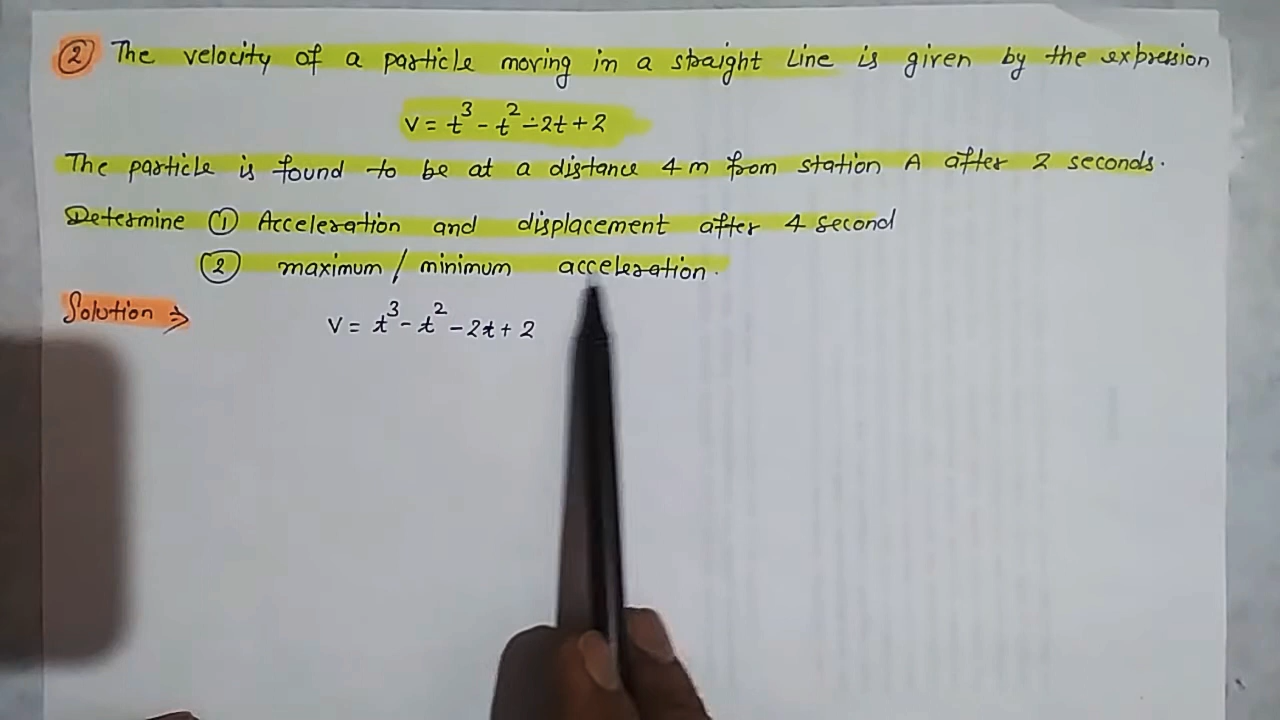 ② The velocity of a particle moving in a straight Line is given by the expression
v = t³ - t² - 2t + 2
The particle is found to be at a distance 4 m from station A after 2 seconds.
Determine ① Acceleration and displacement after 4 second
② maximum / minimum acceleration.
Solution ⇒ v = t³ - t² - 2t + 2